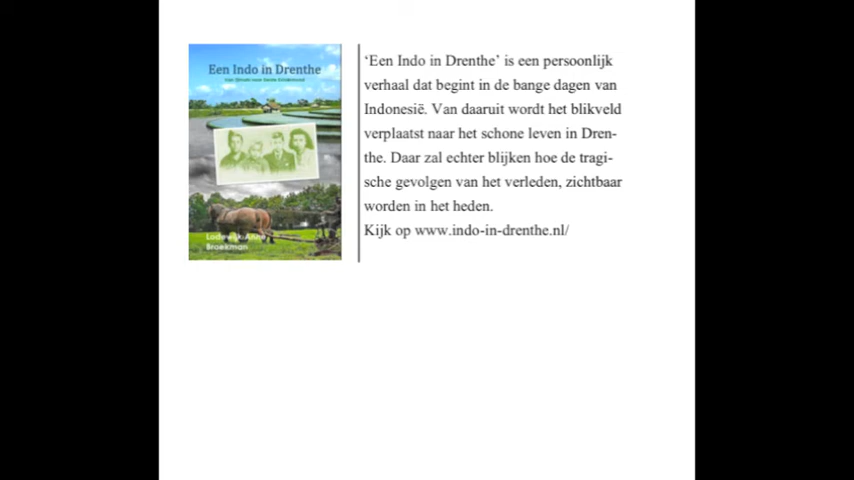 Een Indo in Drenthe
Lodewijk Anne
Broekman
‘Een Indo in Drenthe’ is een persoonlijk
verhaal dat begint in de bange dagen van
Indonesië. Van daaruit wordt het blikveld
verplaatst naar het schone leven in Dren-
the. Daar zal echter blijken hoe de tragi-
sche gevolgen van het verleden, zichtbaar
worden in het heden.
Kijk op www.indo-in-drenthe.nl/